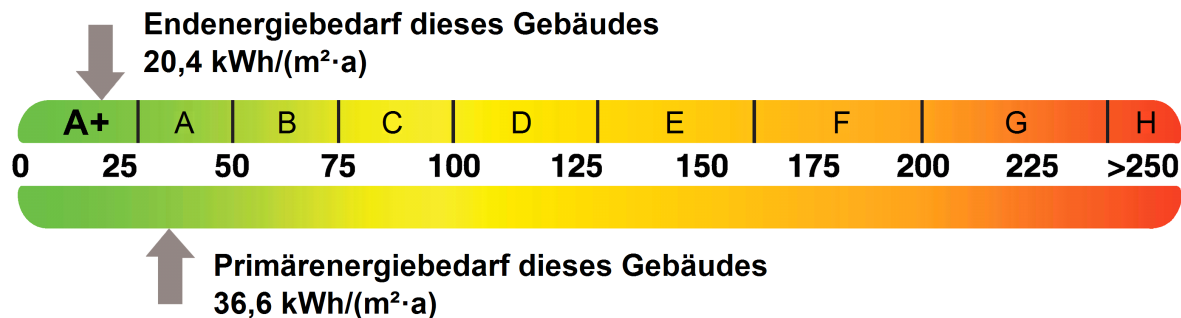 Endenergiebedarf dieses Gebäudes
20,4 kWh/(m²·a)
A+ A B C D E F G H
0 25 50 75 100 125 150 175 200 225 >250
Primärenergiebedarf dieses Gebäudes
36,6 kWh/(m²·a)